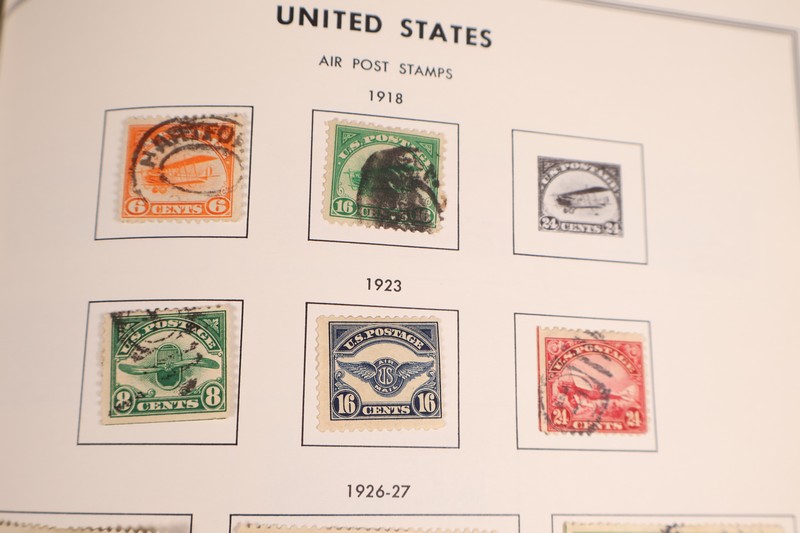 UNITED STATES
AIR POST STAMPS
1918
HARTFO
6 CENTS 6
U.S. POSTAGE
16 CENTS 16
U.S. POSTAGE
24 CENTS 24
1923
U.S. POSTAGE
8 CENTS 8
U.S. POSTAGE
AIR
US
MAIL
16 CENTS 16
U.S. POSTAGE
24 CENTS 24
1926-27